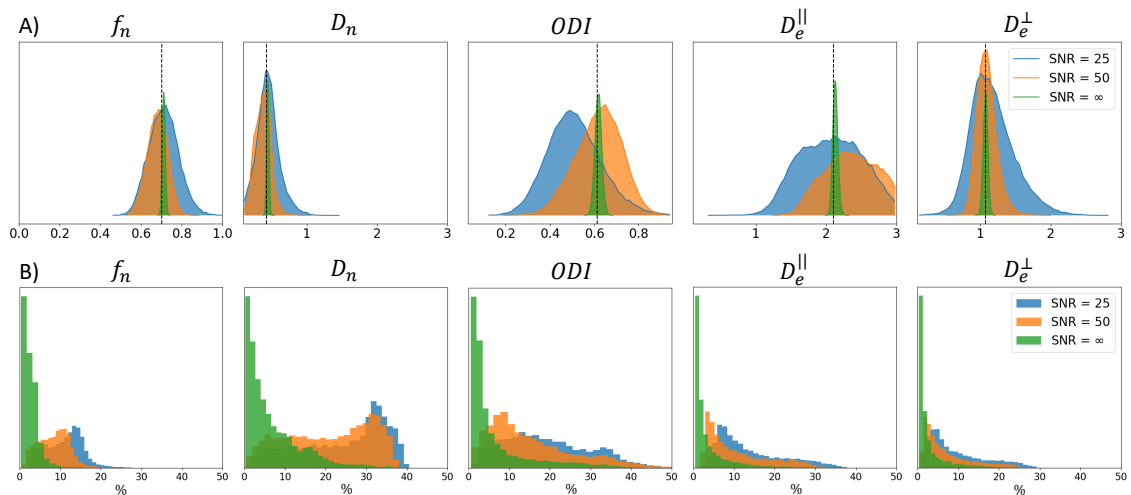 A) f_n D_n ODI D_e^{||} D_e^⊥
SNR = 25
SNR = 50
SNR = ∞
0.0 0.2 0.4 0.6 0.8 1.0 1 2 3 0.2 0.4 0.6 0.8 1 2 3 0 1 2 3
B) f_n D_n ODI D_e^{||} D_e^⊥
SNR = 25
SNR = 50
SNR = ∞
0 10 20 30 40 50 0 10 20 30 40 50 0 10 20 30 40 50 0 10 20 30 40 50 0 10 20 30 40 50
% % % % %